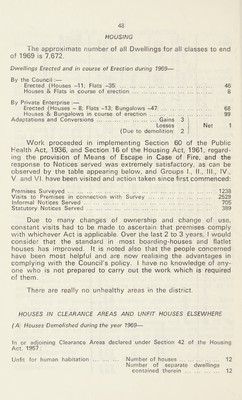 48
HOUSING
The approximate number of all Dwellings for all classes to end
of 1969 is 7,672.
Dwellings Erected and in course of Erection during 1969—
By the Council:—
Erected (Houses –11; Flats –35; ... 46
Houses & Flats in course of erection ... 8
By Private Enterprise:—
Erected (Houses – 8; Flats –13; Bungalows –47. ... 68
Houses & Bungalows in course of erection ... 99
Adaptations and Conversions ... Gains 3
Losses Net 1
(Due to demolition 2
Work proceeded in implementing Section 60 of the Public
Health Act, 1936, and Section 16 of the Housing Act, 1961, regard-
ing the provision of Means of Escape in Case of Fire, and the
response to Notices served was extremely satisfactory, as can be
observed by the table appearing below, and Groups I., II., III., IV.,
V. and VI. have been visited and action taken since first commenced:
Premises Surveyed ... 1238
Visits to Premises in connection with Survey ... 2529
Informal Notices Served ... 705
Statutory Notices Served ... 389
Due to many changes of ownership and change of use,
constant visits had to be made to ascertain that premises comply
with whichever Act is applicable. Over the last 2 to 3 years, I would
consider that the standard in most boarding-houses and flatlet
houses has improved. It is noted also that the people concerned
have been most helpful and are now realising the advantages in
complying with the Council's policy. I have no knowledge of any-
one who is not prepared to carry out the work which is required
of them.
There are really no unhealthy areas in the district.
HOUSES IN CLEARANCE AREAS AND UNFIT HOUSES ELSEWHERE
(A) Houses Demolished during the year 1969—
In or adjoining Clearance Areas declared under Section 42 of the Housing
Act, 1957:
Unfit for human habitation ... Number of houses ... 12
Number of separate dwellings
contained therein ... 12